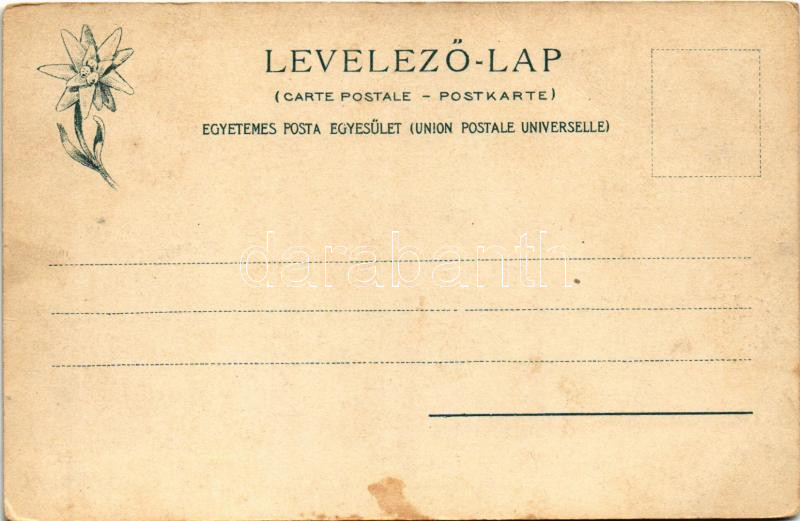 LEVELEZŐ-LAP
(CARTE POSTALE – POSTKARTE)
EGYETEMES POSTA EGYESÜLET (UNION POSTALE UNIVERSELLE)
darabanth